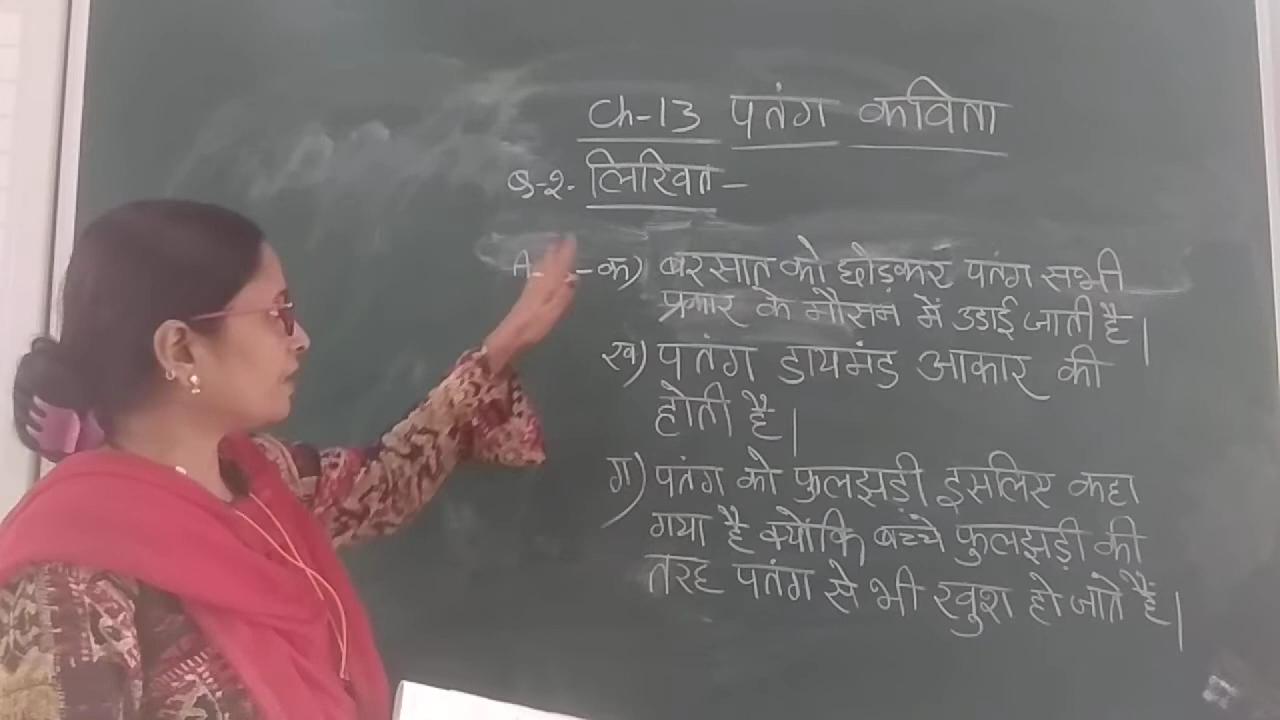 Ch-13 पतंग कविता
Q-2. लिखित -
A- - क) बरसात को छोड़कर पतंग सभी
प्रकार के मौसम में उडाई जाती है।
ख) पतंग डायमंड आकार की
होती है।
ग) पतंग को फुलझड़ी इसलिए कहा
गया है क्योंकि बच्चे फुलझड़ी की
तरह पतंग से भी खुश हो जाते हैं।